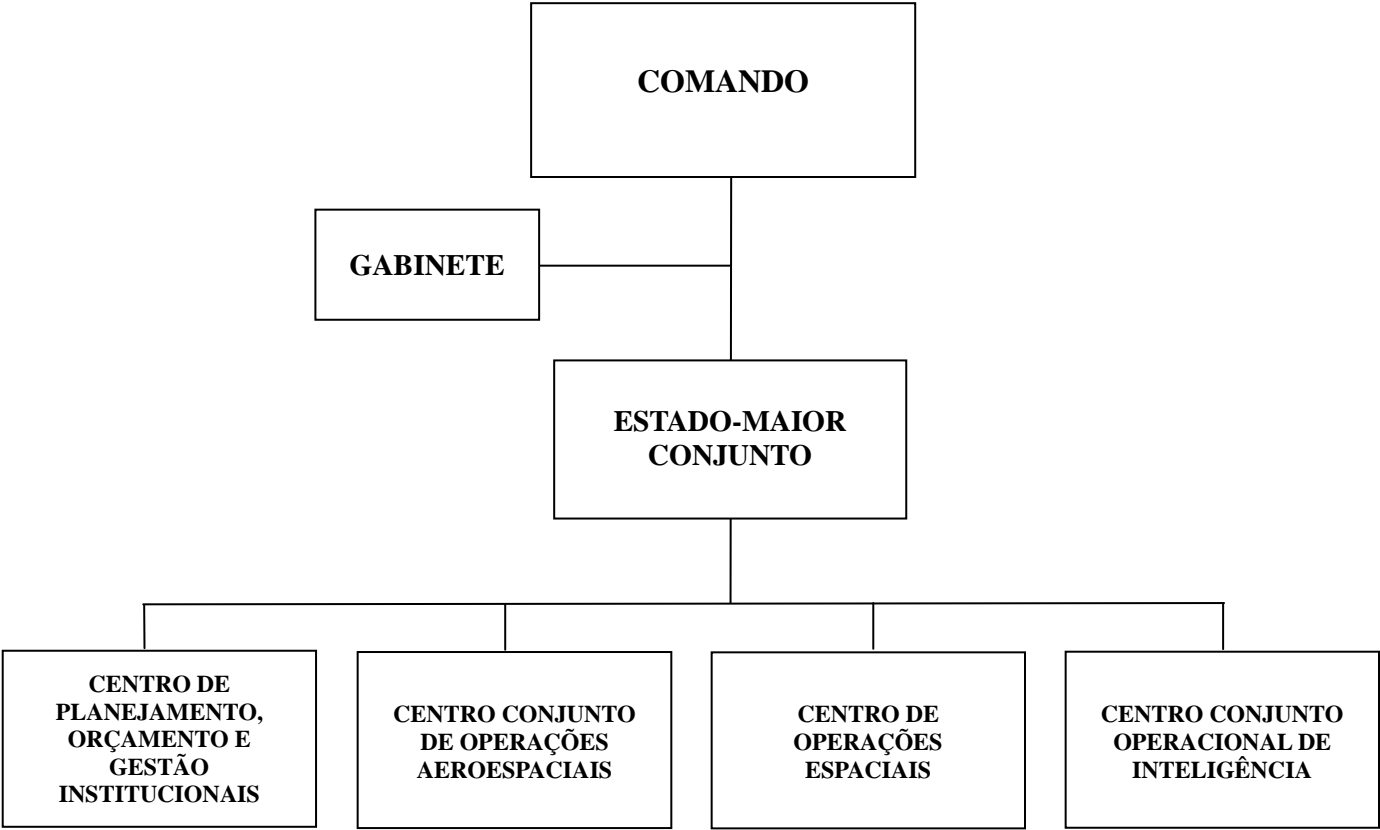 COMANDO
GABINETE
ESTADO-MAIOR
CONJUNTO
CENTRO DE
PLANEJAMENTO,
ORÇAMENTO E
GESTÃO
INSTITUCIONAIS
CENTRO CONJUNTO
DE OPERAÇÕES
AEROESPACIAIS
CENTRO DE
OPERAÇÕES
ESPACIAIS
CENTRO CONJUNTO
OPERACIONAL DE
INTELIGÊNCIA